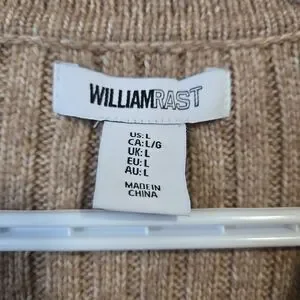 WILLIAMRAST
US: L
CA: L/G
UK: L
EU: L
AU: L
MADE IN
CHINA